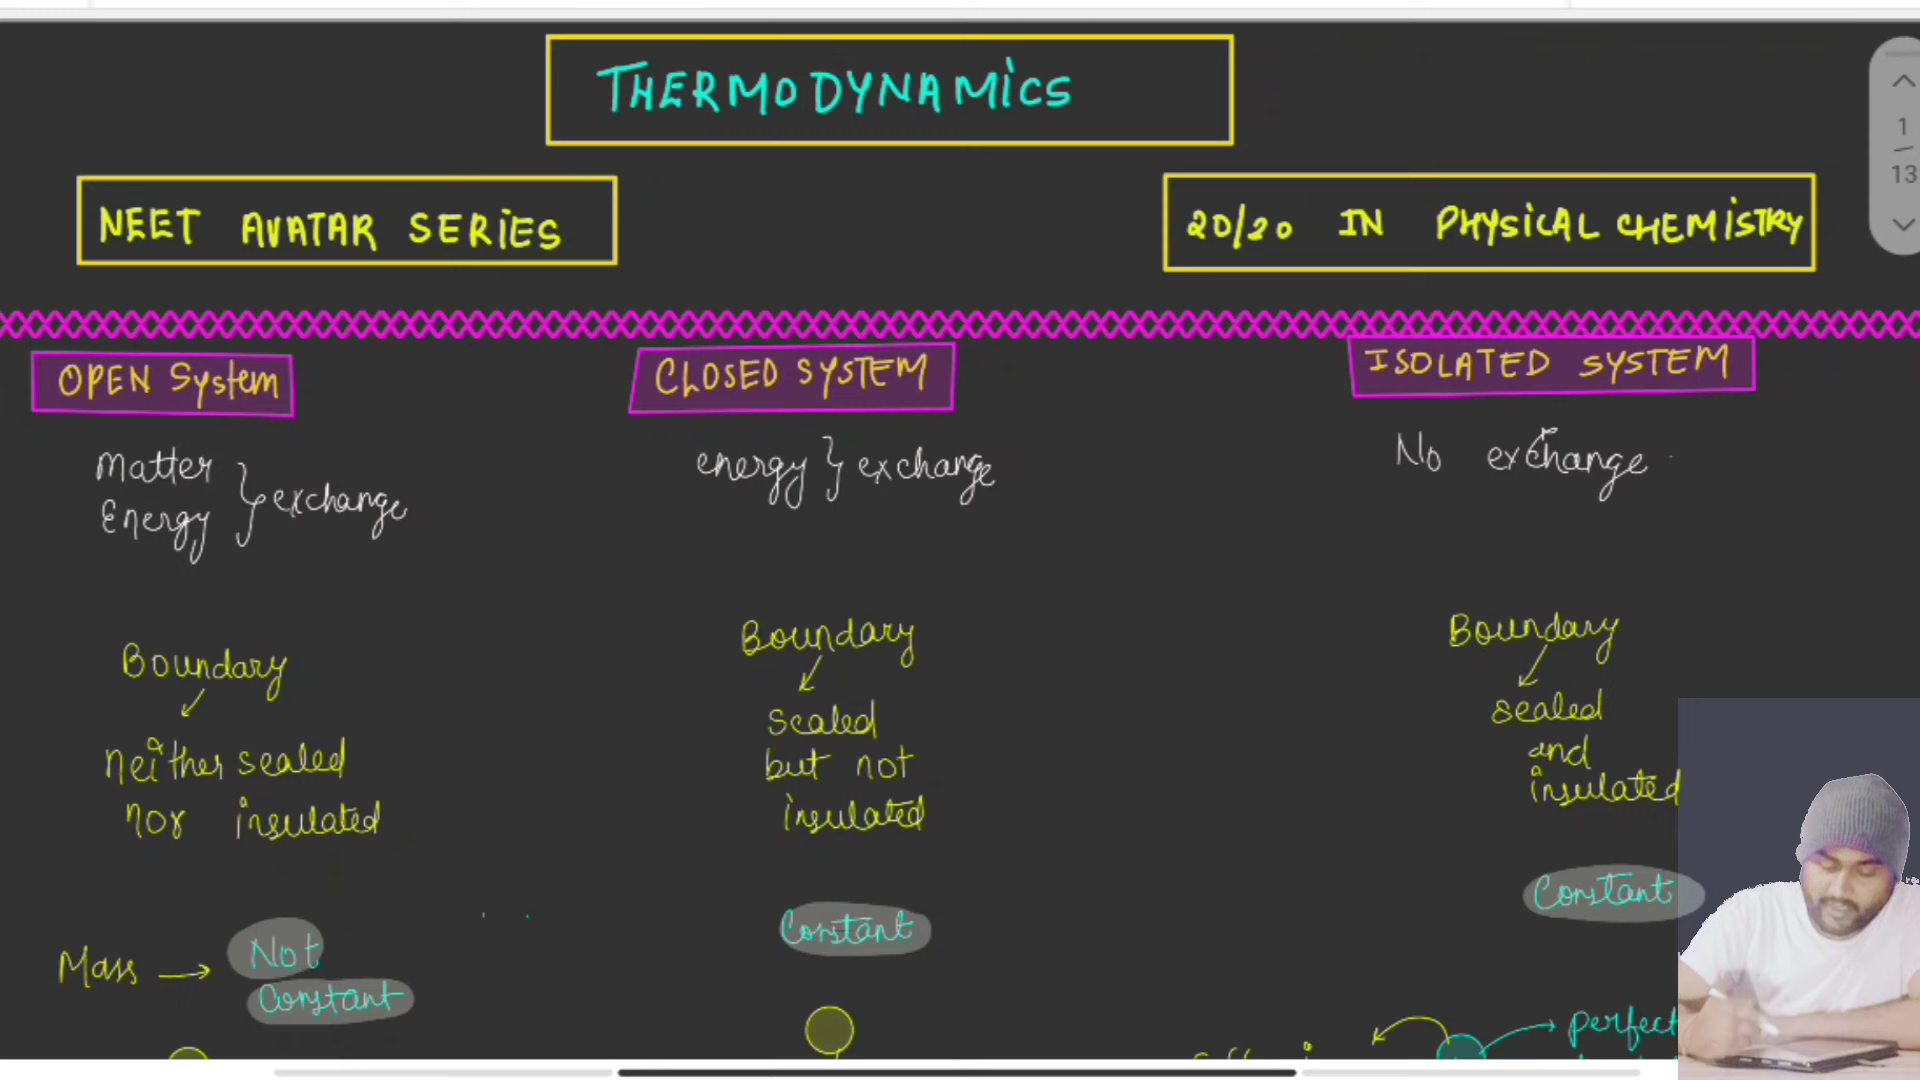 THERMODYNAMICS
NEET AVATAR SERIES
20/20 IN PHYSICAL CHEMISTRY
1
13
OPEN System
CLOSED SYSTEM
ISOLATED SYSTEM
Matter
Energy } exchange
energy } exchange
No exchange
Boundary
neither sealed
nor insulated
Boundary
sealed
but not
insulated
Boundary
sealed
and
insulated
Mass → Not
Constant
Constant
Constant
perfect